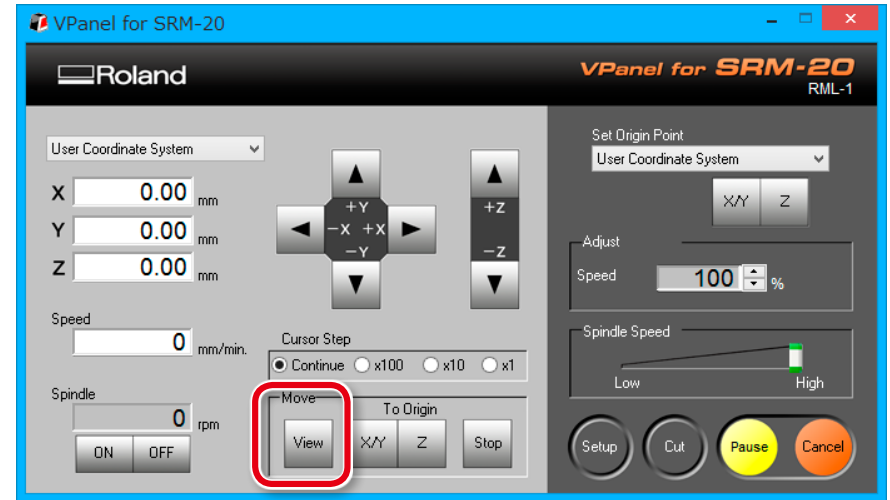 VPanel for SRM-20
Roland
VPanel for SRM-20
RML-1
User Coordinate System
X 0.00 mm
Y 0.00 mm
Z 0.00 mm
Speed
0 mm/min.
Spindle
0 rpm
ON OFF
+Y
-X +X
-Y
+Z
-Z
Cursor Step
Continue x100 x10 x1
Move
To Origin
View X/Y Z Stop
Set Origin Point
User Coordinate System
X/Y Z
Adjust
Speed 100 %
Spindle Speed
Low High
Setup Cut Pause Cancel